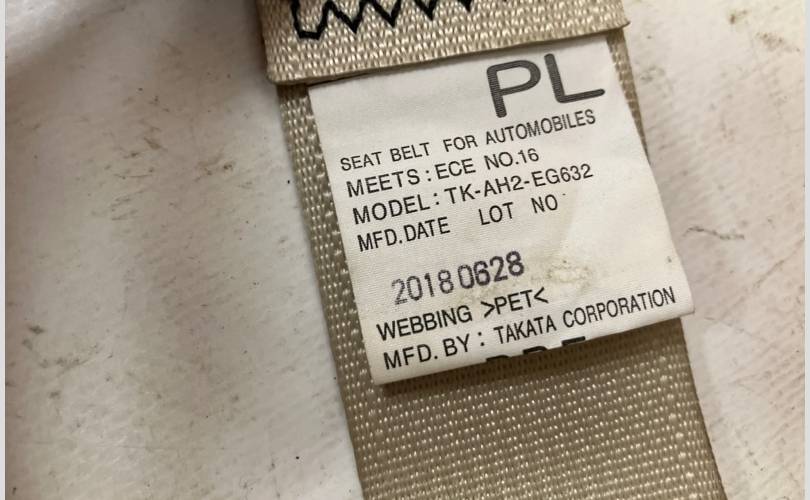 PL
SEAT BELT FOR AUTOMOBILES
MEETS : ECE NO.16
MODEL : TK-AH2-EG632
MFD.DATE LOT NO
20180628
WEBBING >PET<
MFD. BY : TAKATA CORPORATION